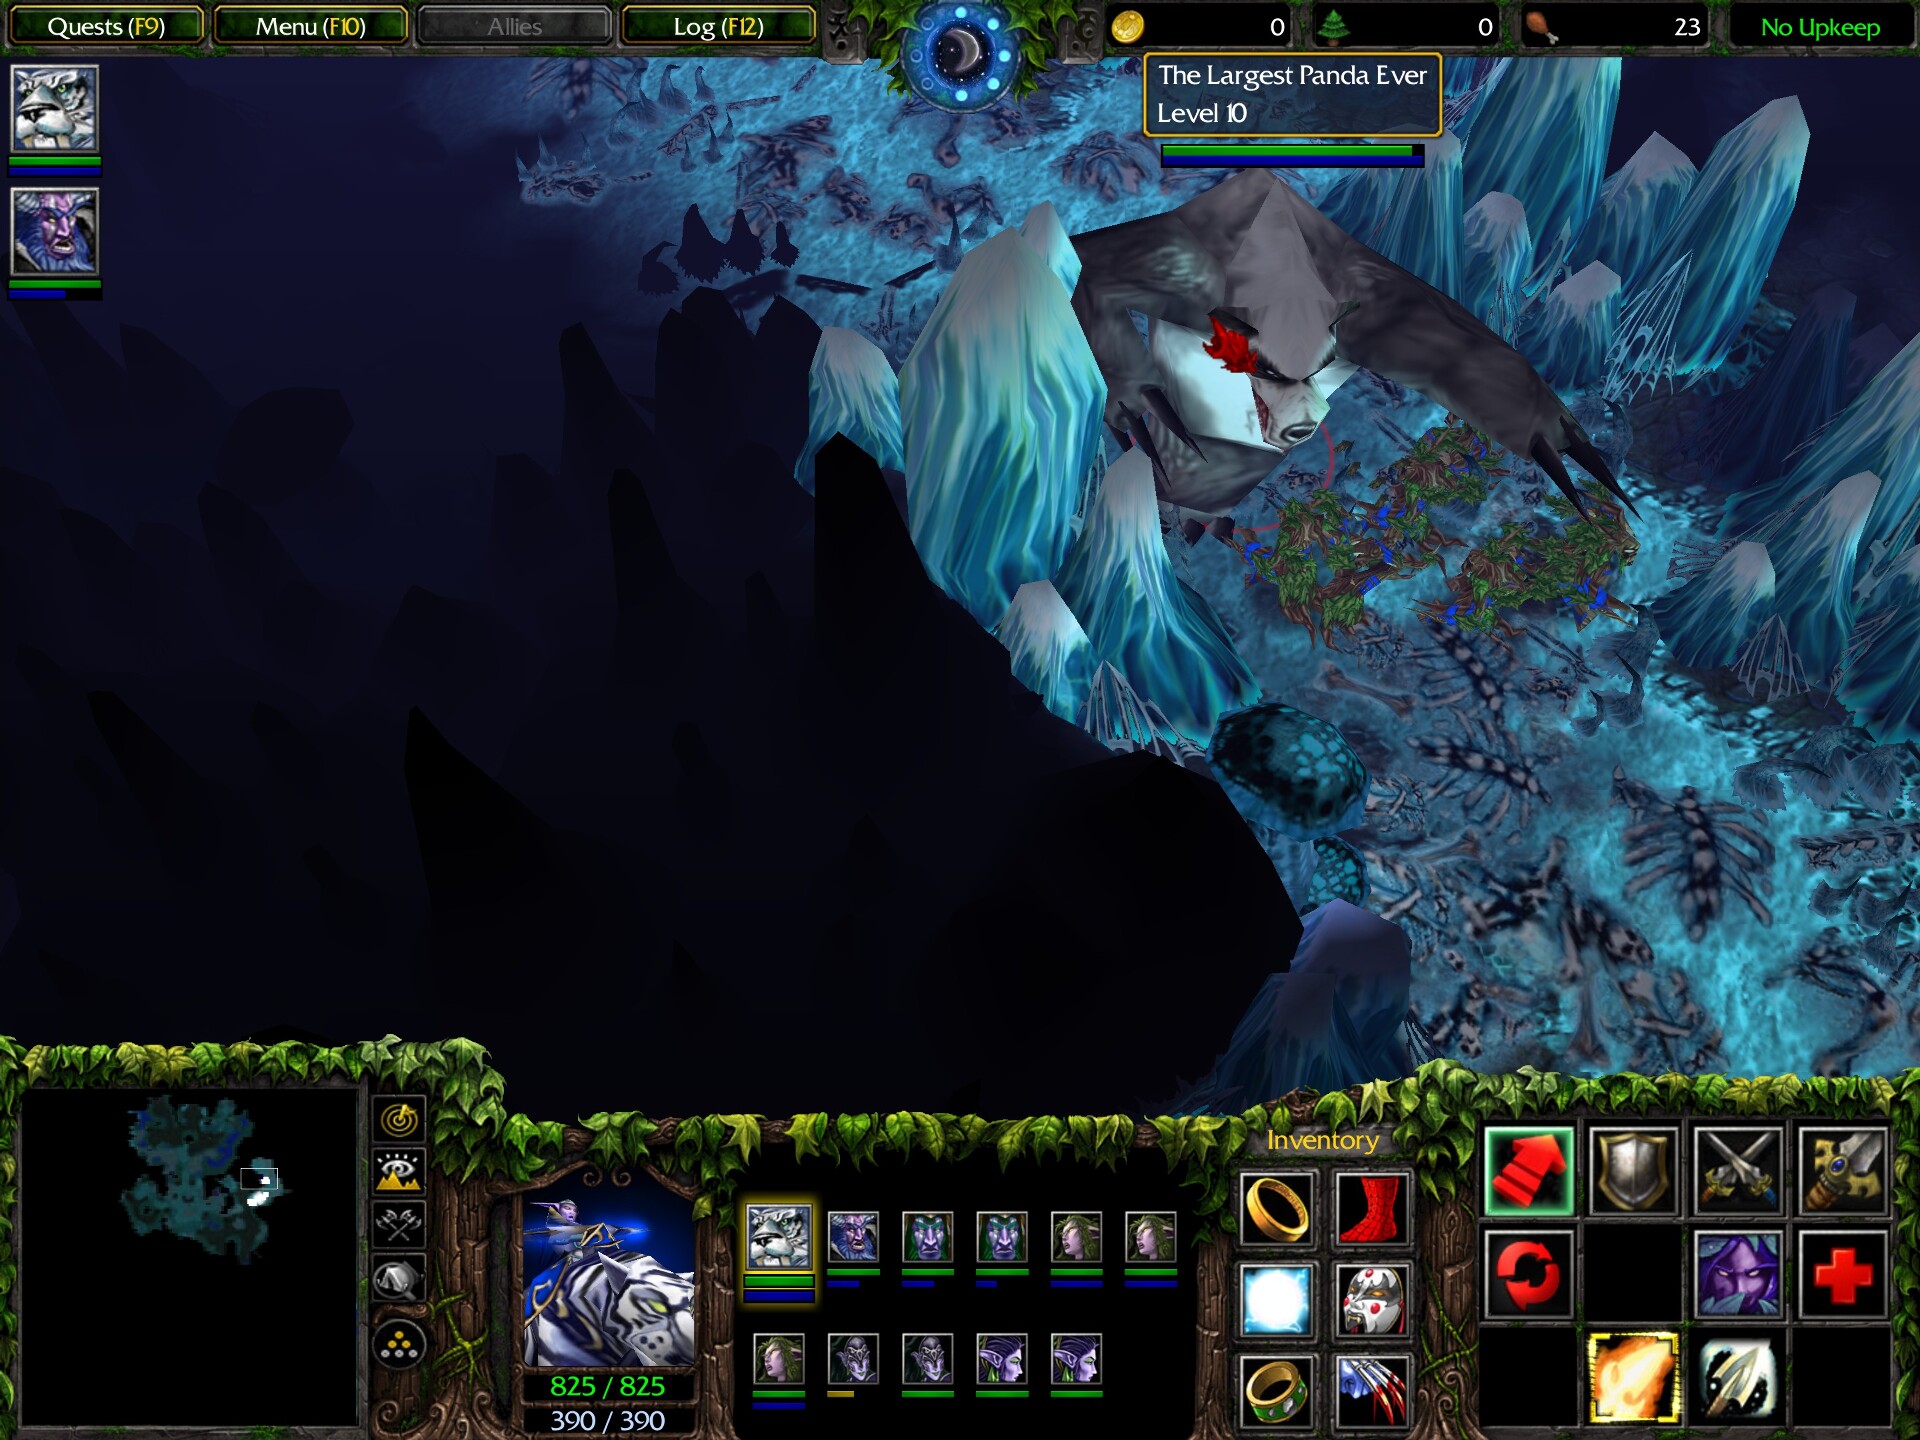 Quests (F9)
Menu (F10)
Allies
Log (F12)
0
0
23
No Upkeep
The Largest Panda Ever
Level 10
Inventory
825 / 825
390 / 390